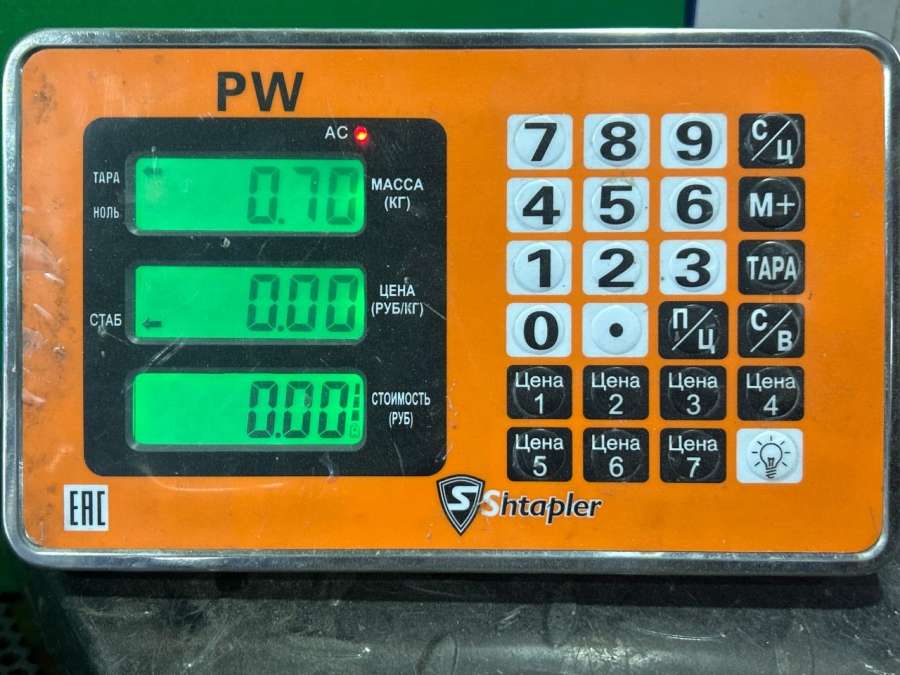 PW
AC
ТАРА
НОЛЬ
0.70
МАССА
(КГ)
СТАБ
0.00
ЦЕНА
(РУБ/КГ)
0.00
СТОИМОСТЬ
(РУБ)
7 8 9 С/Ц
4 5 6 М+
1 2 3 ТАРА
0 . П/Ц С/В
Цена 1 Цена 2 Цена 3 Цена 4
Цена 5 Цена 6 Цена 7
EAC
S Shtapler